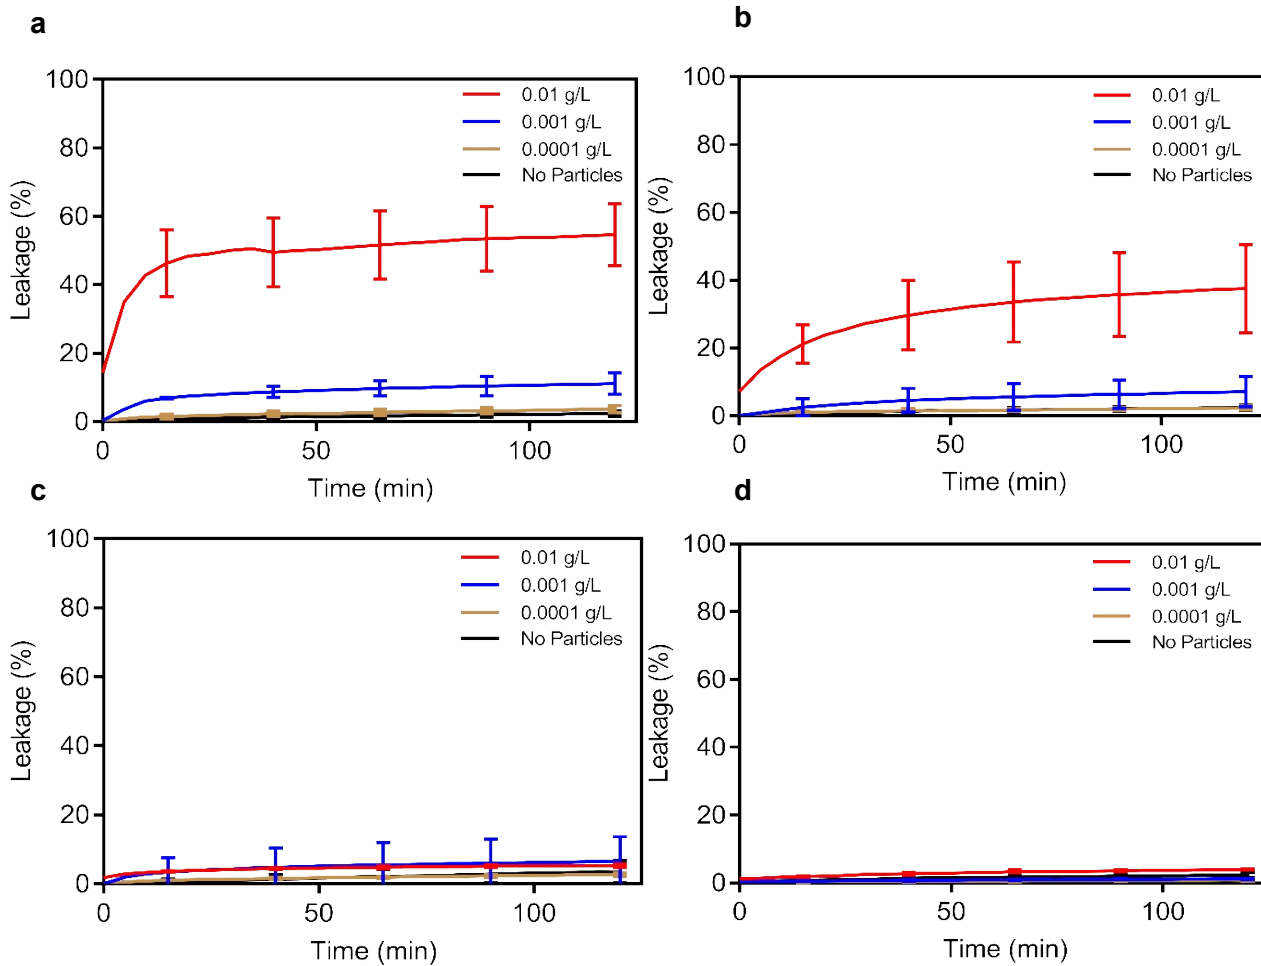 a
100
80
60
40
20
0
Leakage (%)
0.01 g/L
0.001 g/L
0.0001 g/L
No Particles
0
50
100
Time (min)
b
100
80
60
40
20
0
Leakage (%)
0.01 g/L
0.001 g/L
0.0001 g/L
No Particles
0
50
100
Time (min)
c
100
80
60
40
20
0
Leakage (%)
0.01 g/L
0.001 g/L
0.0001 g/L
No Particles
0
50
100
Time (min)
d
100
80
60
40
20
0
Leakage (%)
0.01 g/L
0.001 g/L
0.0001 g/L
No Particles
0
50
100
Time (min)